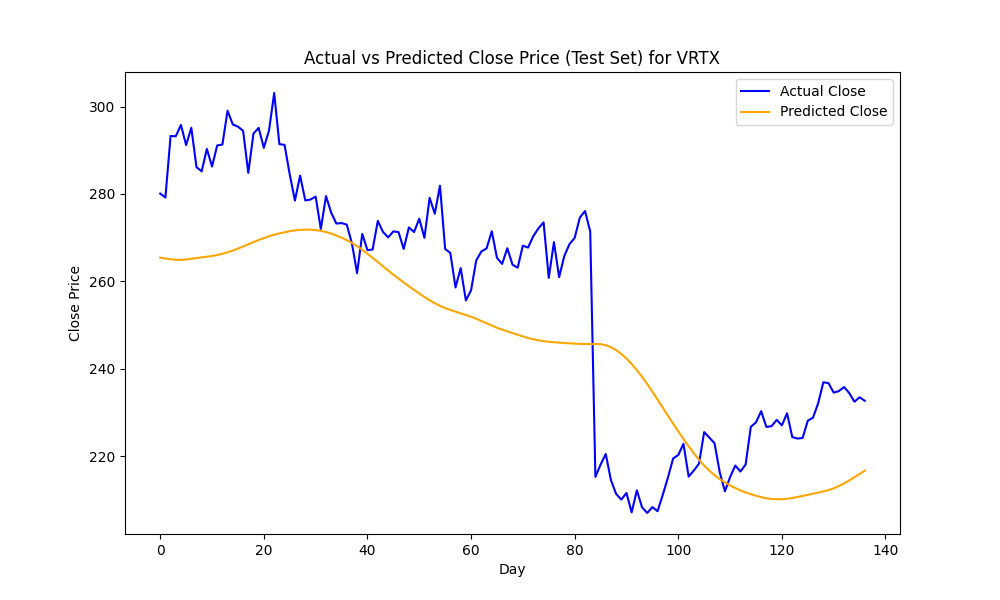 Actual vs Predicted Close Price (Test Set) for VRTX
Actual Close
Predicted Close
Close Price
300
280
260
240
220
0 20 40 60 80 100 120 140
Day